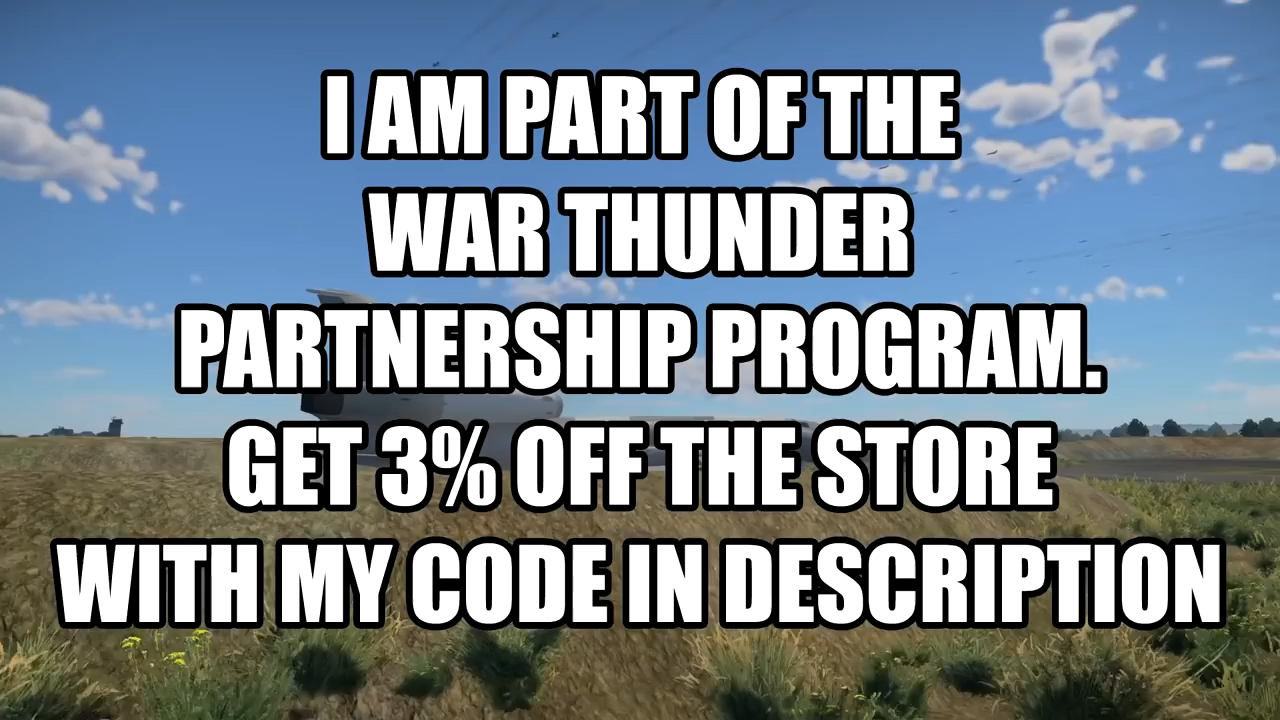 I AM PART OF THE
WAR THUNDER
PARTNERSHIP PROGRAM.
GET 3% OFF THE STORE
WITH MY CODE IN DESCRIPTION